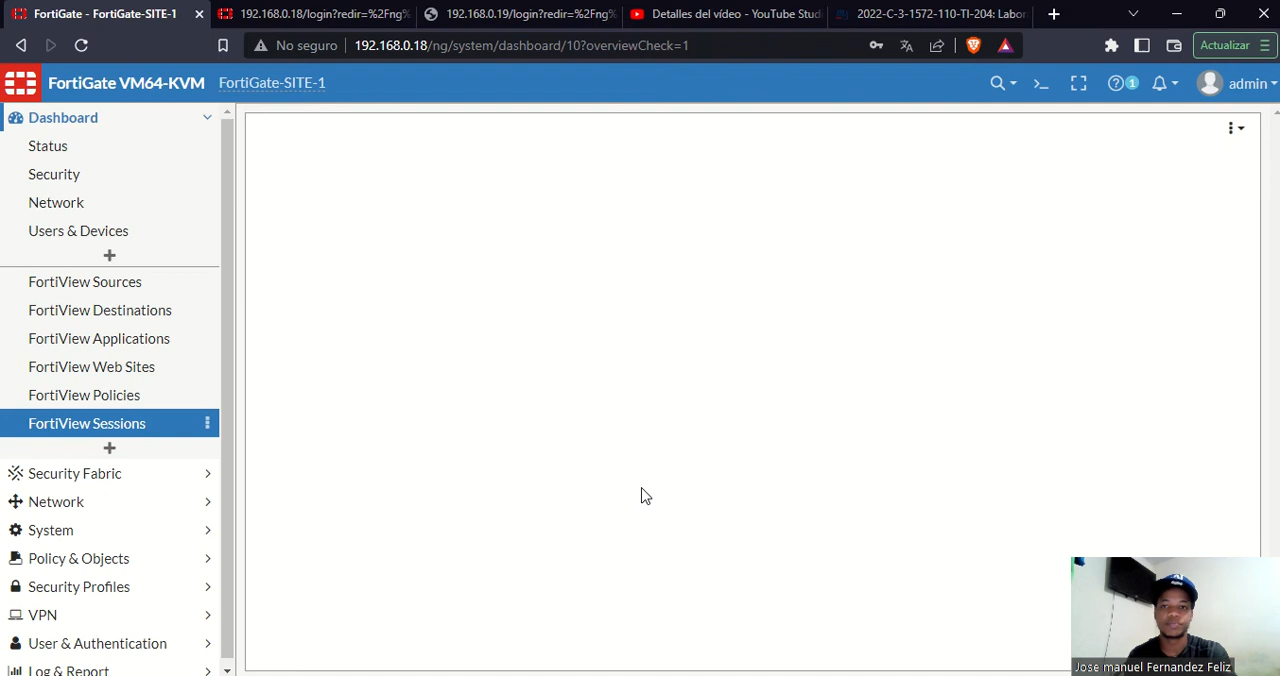 FortiGate - FortiGate-SITE-1
192.168.0.18/login?redir=%2Fng%
192.168.0.19/login?redir=%2Fng%
Detalles del vídeo - YouTube Studi
2022-C-3-1572-110-TI-204: Labor
No seguro
192.168.0.18/ng/system/dashboard/10?overviewCheck=1
Actualizar
FortiGate VM64-KVM
FortiGate-SITE-1
1
admin
Dashboard
Status
Security
Network
Users & Devices
FortiView Sources
FortiView Destinations
FortiView Applications
FortiView Web Sites
FortiView Policies
FortiView Sessions
Security Fabric
Network
System
Policy & Objects
Security Profiles
VPN
User & Authentication
Log & Report
Jose manuel Fernandez Feliz